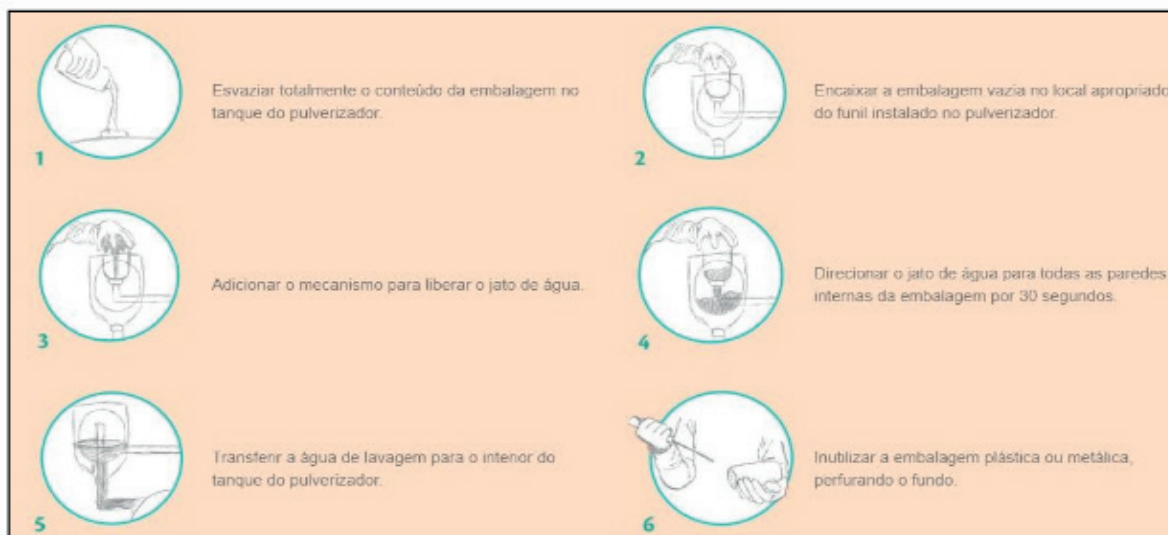 Esvaziar totalmente o conteúdo da embalagem no
tanque do pulverizador.
1
Encaixar a embalagem vazia no local apropriado
do funil instalado no pulverizador.
2
Adicionar o mecanismo para liberar o jato de água.
3
Direcionar o jato de água para todas as paredes
internas da embalagem por 30 segundos.
4
Transferir a água de lavagem para o interior do
tanque do pulverizador.
5
Inutilizar a embalagem plástica ou metálica,
perfurando o fundo.
6